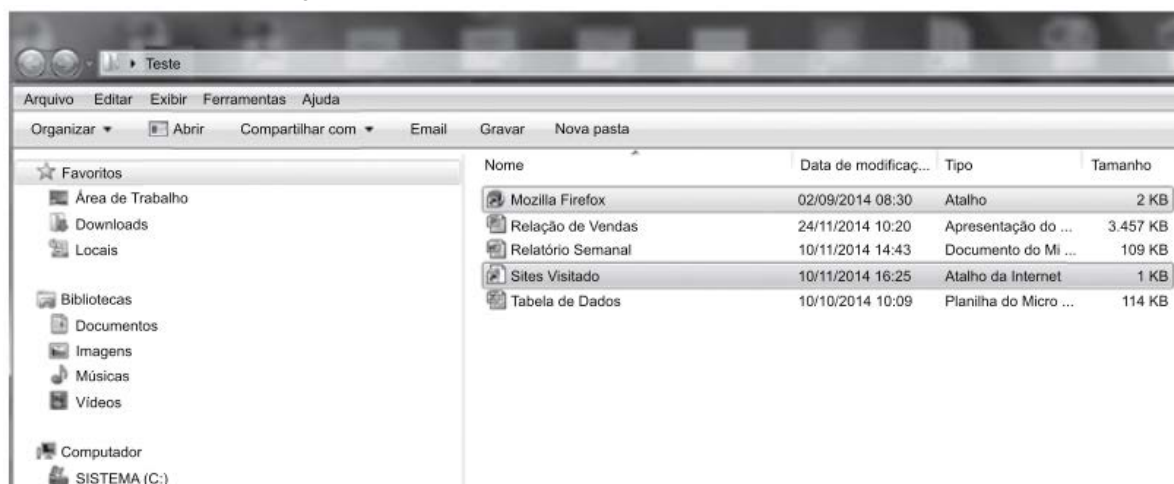 Teste
Arquivo Editar Exibir Ferramentas Ajuda
Organizar Abrir Compartilhar com Email Gravar Nova pasta
Favoritos
Área de Trabalho
Downloads
Locais
Bibliotecas
Documentos
Imagens
Músicas
Vídeos
Computador
SISTEMA (C:)
Nome Data de modificaç... Tipo Tamanho
Mozilla Firefox 02/09/2014 08:30 Atalho 2 KB
Relação de Vendas 24/11/2014 10:20 Apresentação do ... 3.457 KB
Relatório Semanal 10/11/2014 14:43 Documento do Mi ... 109 KB
Sites Visitado 10/11/2014 16:25 Atalho da Internet 1 KB
Tabela de Dados 10/10/2014 10:09 Planilha do Micro ... 114 KB